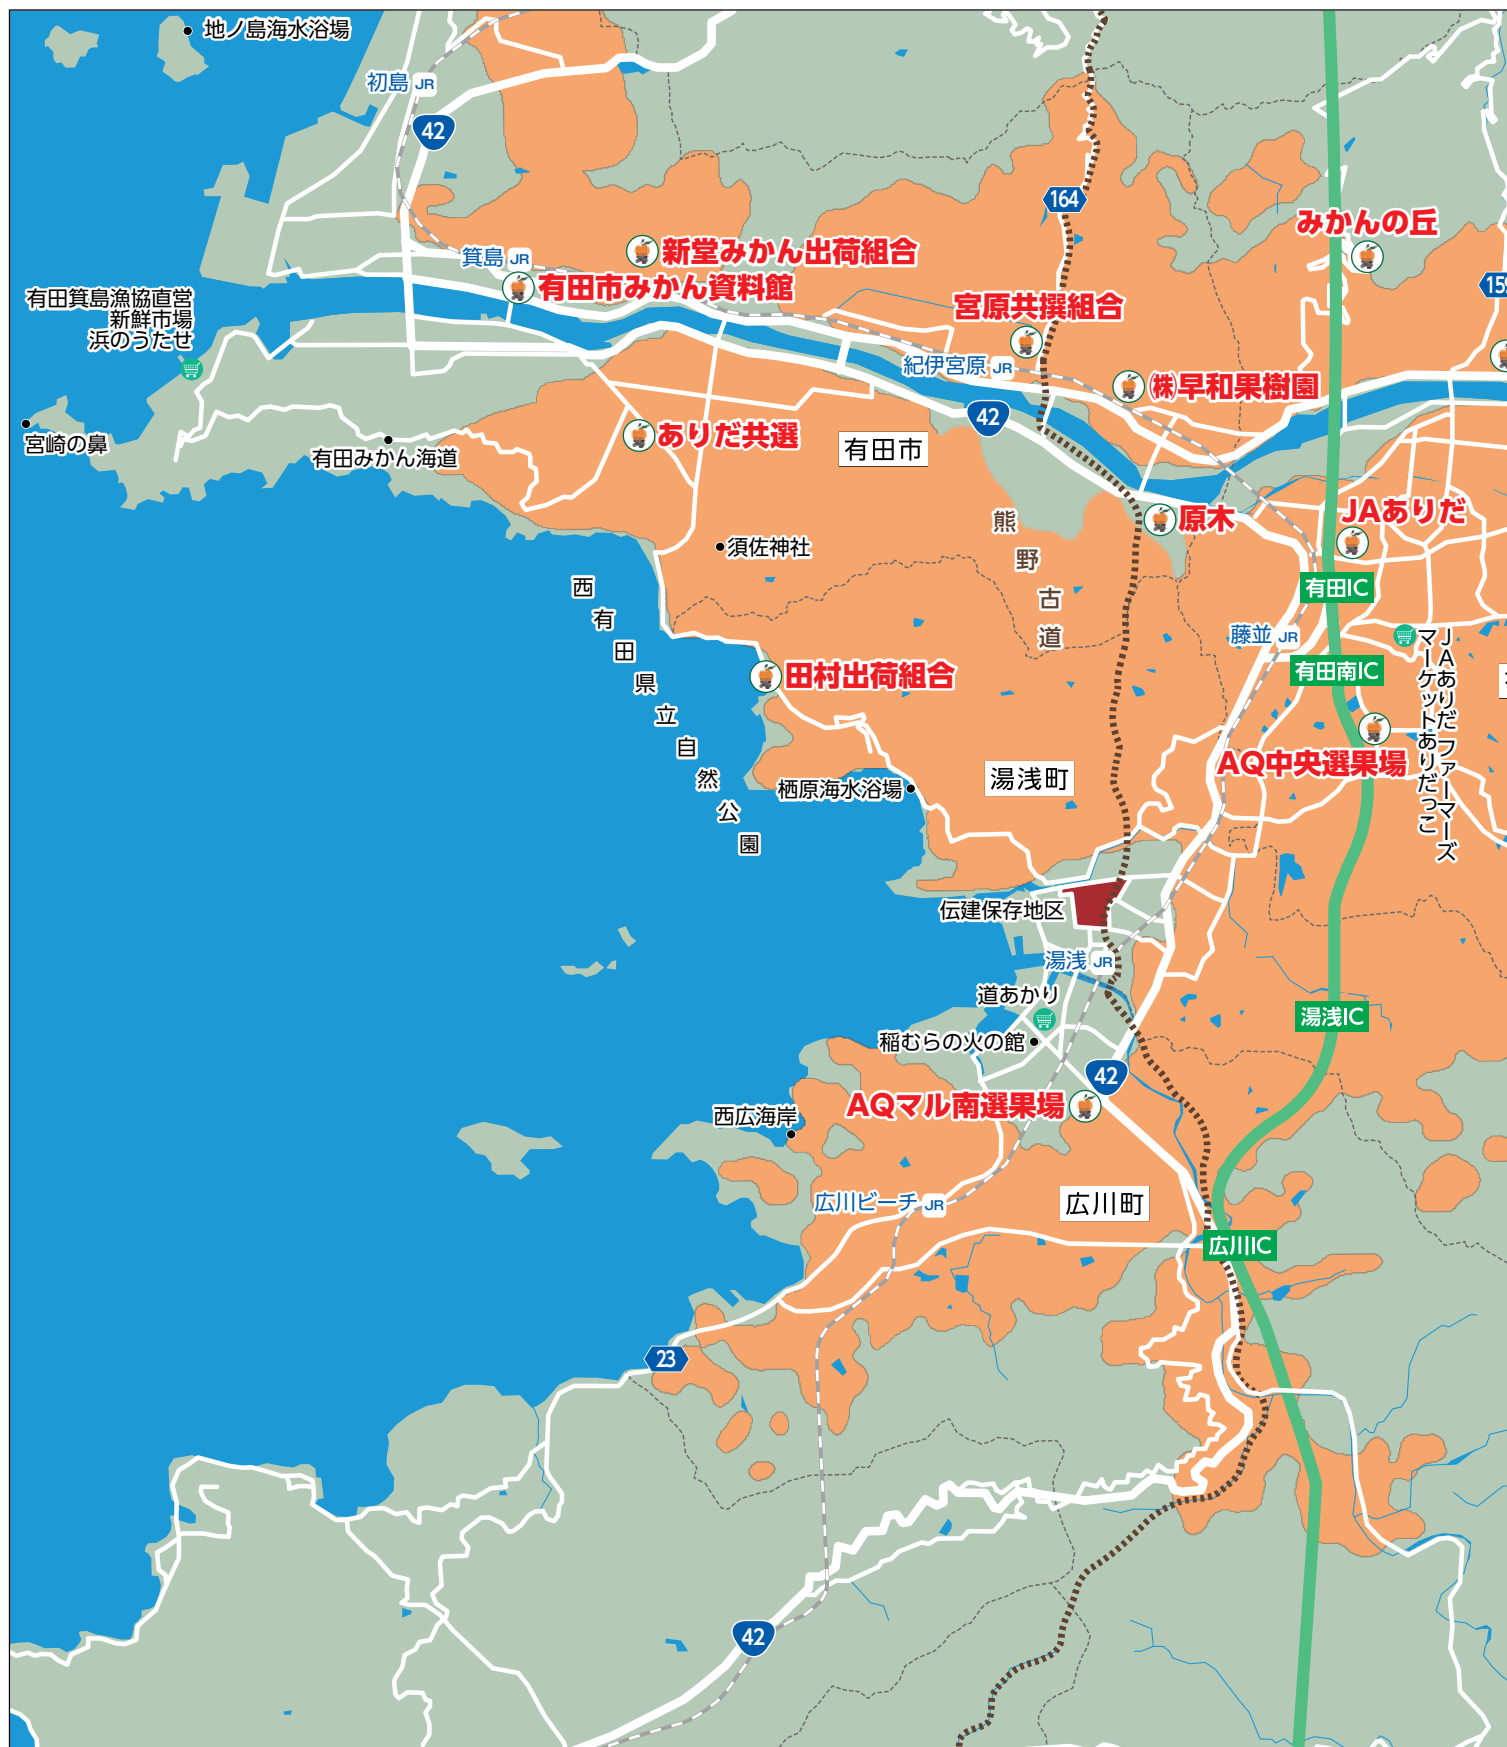 地ノ島海水浴場
初島 JR
42
164
みかんの丘
新堂みかん出荷組合
箕島 JR
有田市みかん資料館
159
有田箕島漁協直営
新鮮市場
浜のうたせ
宮原共撰組合
紀伊宮原 JR
㈱早和果樹園
42
宮崎の鼻
有田みかん海道
ありだ共選
有田市
原木
JAありだ
熊野古道
須佐神社
西有田県立自然公園
有田IC
藤並 JR
JAありだ ファーマーズ
マーケットありだっこ
有田南IC
田村出荷組合
AQ中央選果場
湯浅町
栖原海水浴場
伝建保存地区
湯浅 JR
道あかり
湯浅IC
稲むらの火の館
42
AQマル南選果場
西広海岸
広川ビーチ JR
広川町
広川IC
23
42